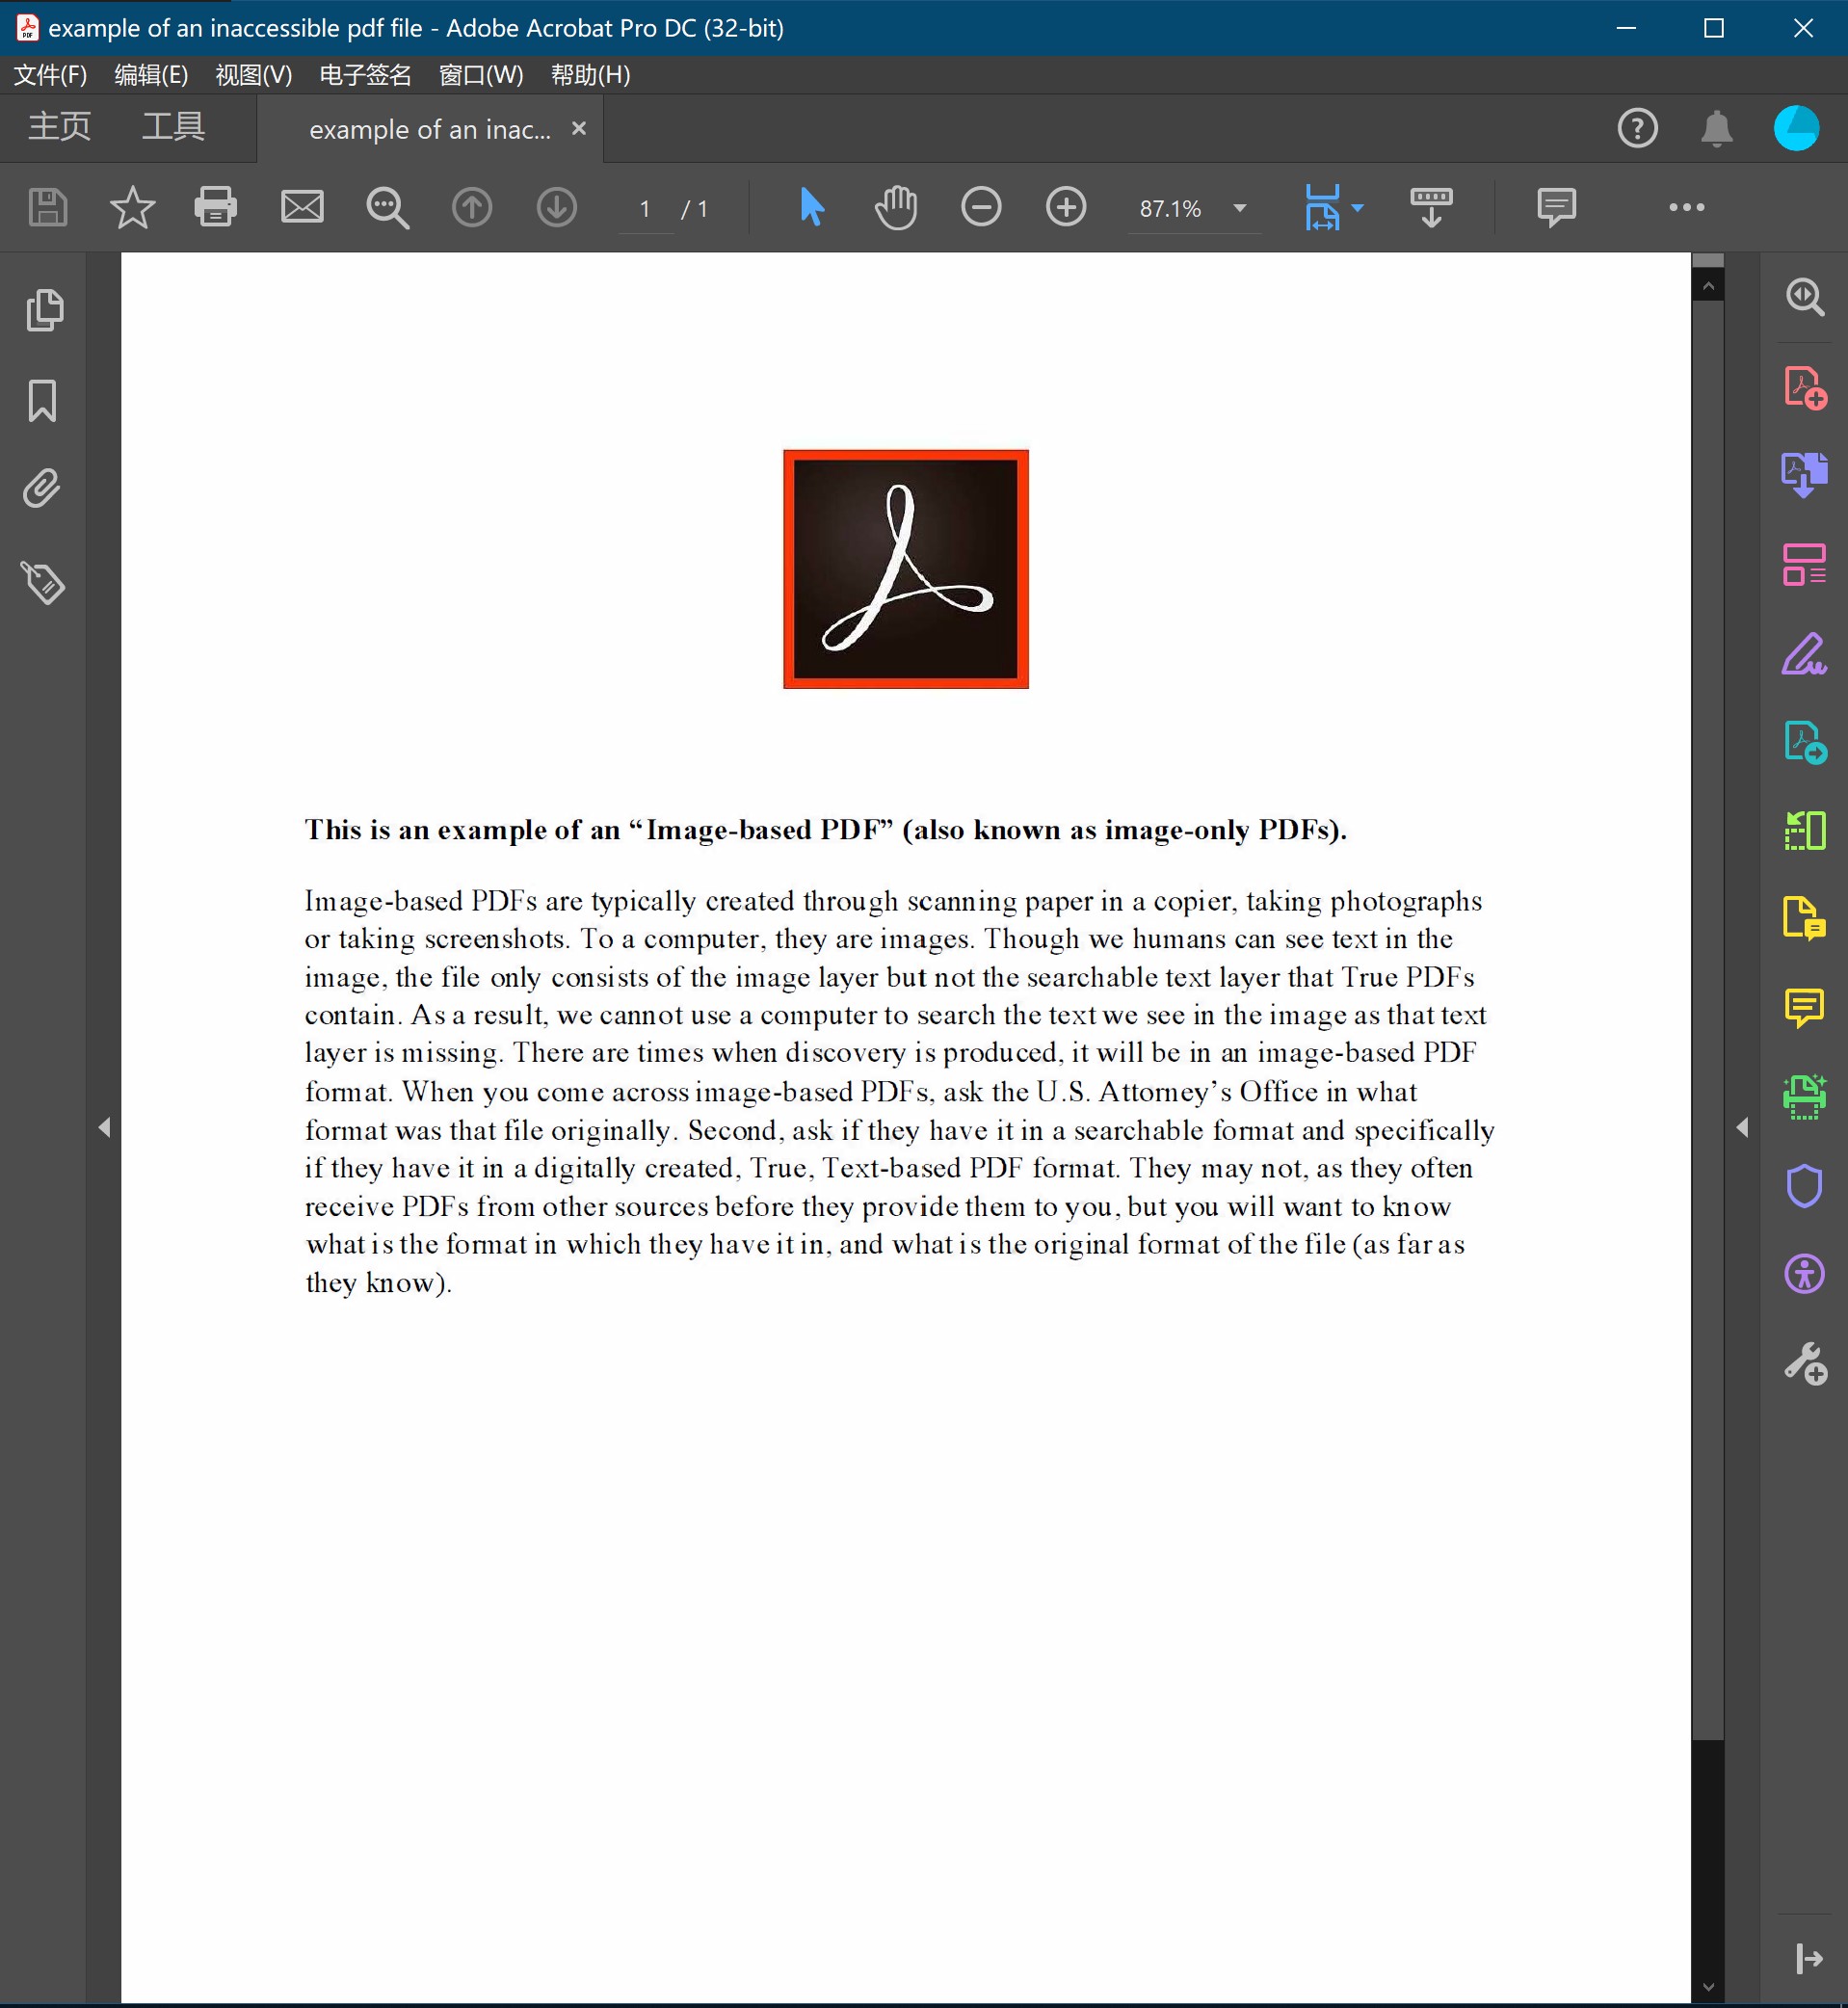 example of an inaccessible pdf file - Adobe Acrobat Pro DC (32-bit)
文件(F) 编辑(E) 视图(V) 电子签名 窗口(W) 帮助(H)
主页 工具 example of an inac... ×
1 / 1 87.1%
This is an example of an “Image-based PDF” (also known as image-only PDFs).
Image-based PDFs are typically created through scanning paper in a copier, taking photographs
or taking screenshots. To a computer, they are images. Though we humans can see text in the
image, the file only consists of the image layer but not the searchable text layer that True PDFs
contain. As a result, we cannot use a computer to search the text we see in the image as that text
layer is missing. There are times when discovery is produced, it will be in an image-based PDF
format. When you come across image-based PDFs, ask the U.S. Attorney’s Office in what
format was that file originally. Second, ask if they have it in a searchable format and specifically
if they have it in a digitally created, True, Text-based PDF format. They may not, as they often
receive PDFs from other sources before they provide them to you, but you will want to know
what is the format in which they have it in, and what is the original format of the file (as far as
they know).